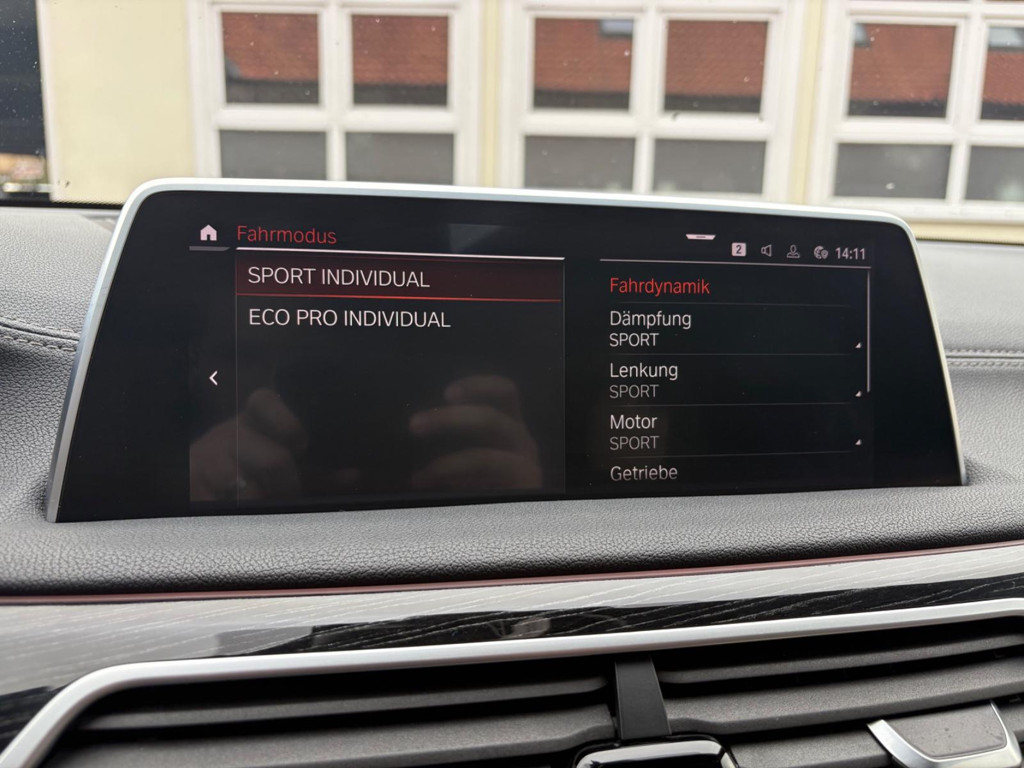 Fahrmodus
2
14:11
SPORT INDIVIDUAL
ECO PRO INDIVIDUAL
Fahrdynamik
Dämpfung
SPORT
Lenkung
SPORT
Motor
SPORT
Getriebe